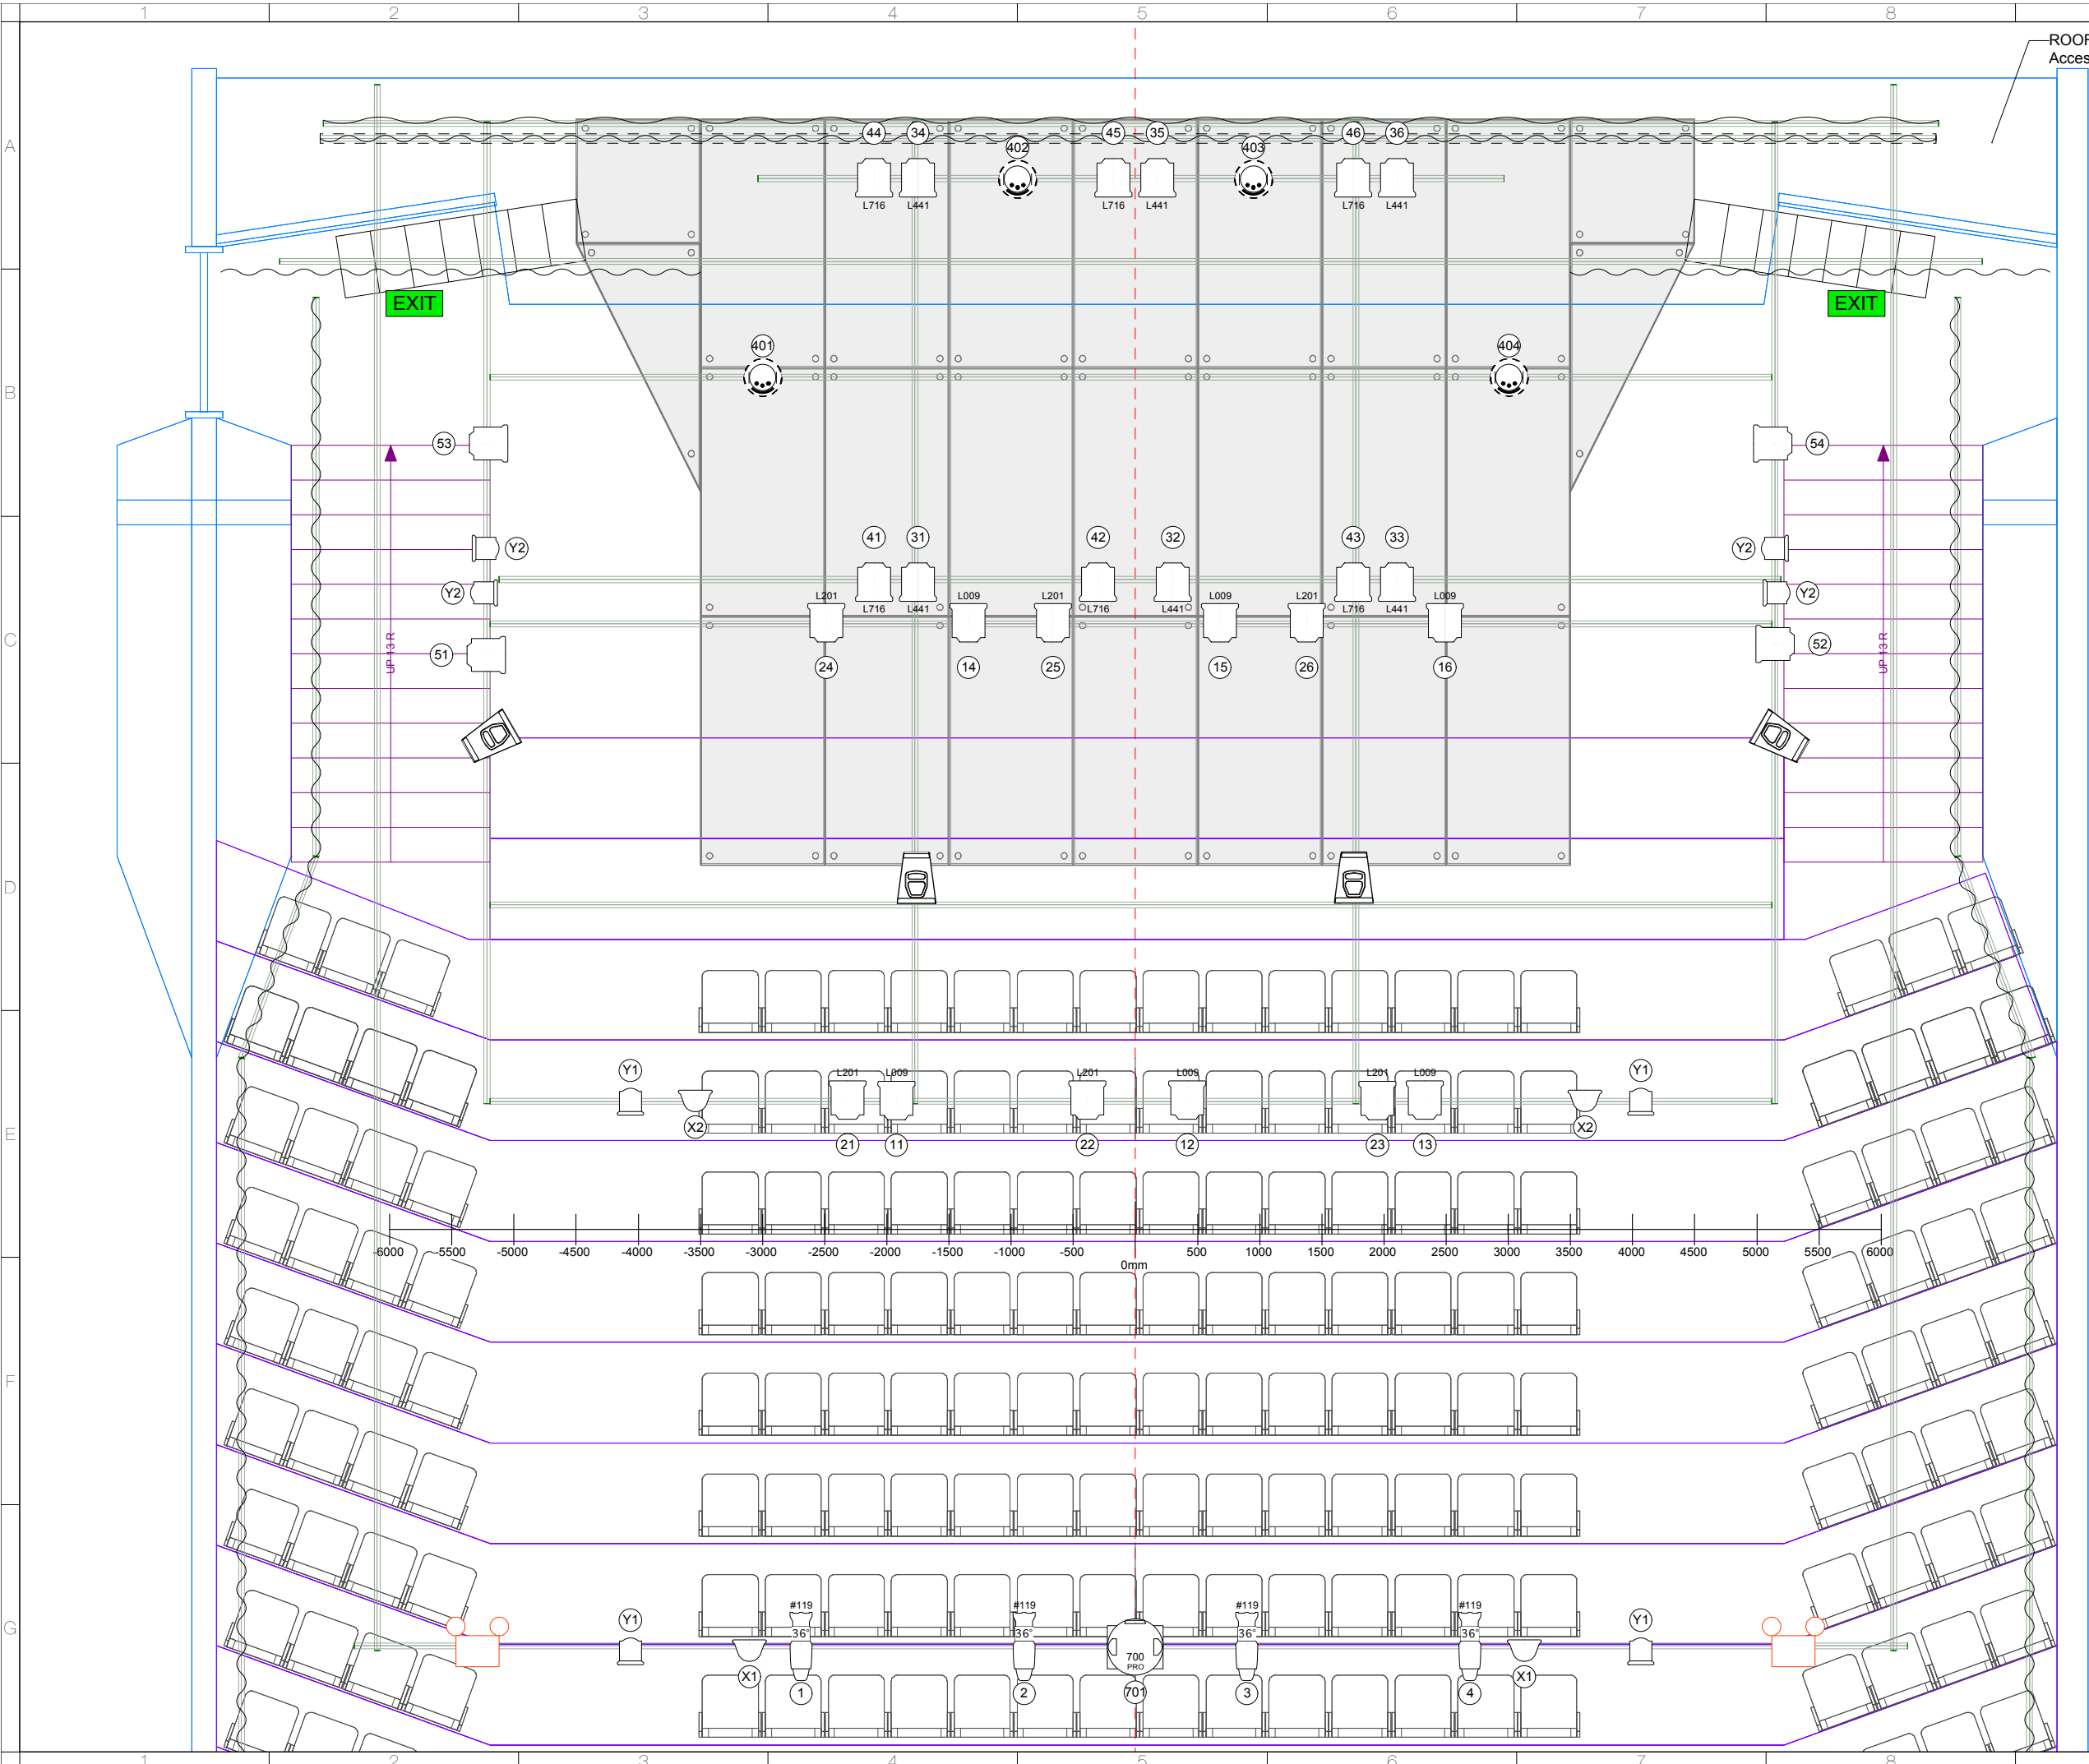 1 2 3 4 5 6 7 8
ROOF
Acces
A
44 34 45 35 46 36
402 403
L716 L441 L716 L441 L716 L441
EXIT EXIT
401 404
B
53 54
41 31 42 32 43 33
Y2 Y2
Y2 Y2
L201 L009 L201 L009 L201 L009
L716 L441 L716 L441 L716 L441
C
UP 13 R UP 13 R
51 52
24 14 25 15 26 16
D
Y1 Y1
L201 L009 L201 L009 L201 L009
X2 X2
E
21 11 22 12 23 13
-6000 -5500 -5000 -4500 -4000 -3500 -3000 -2500 -2000 -1500 -1000 -500 500 1000 1500 2000 2500 3000 3500 4000 4500 5000 5500 6000
0mm
F
#119 #119 #119 #119
Y1 Y1
G
36° 36° 36° 36°
700
PRO
X1 X1
1 2 701 3 4
1 2 3 4 5 6 7 8